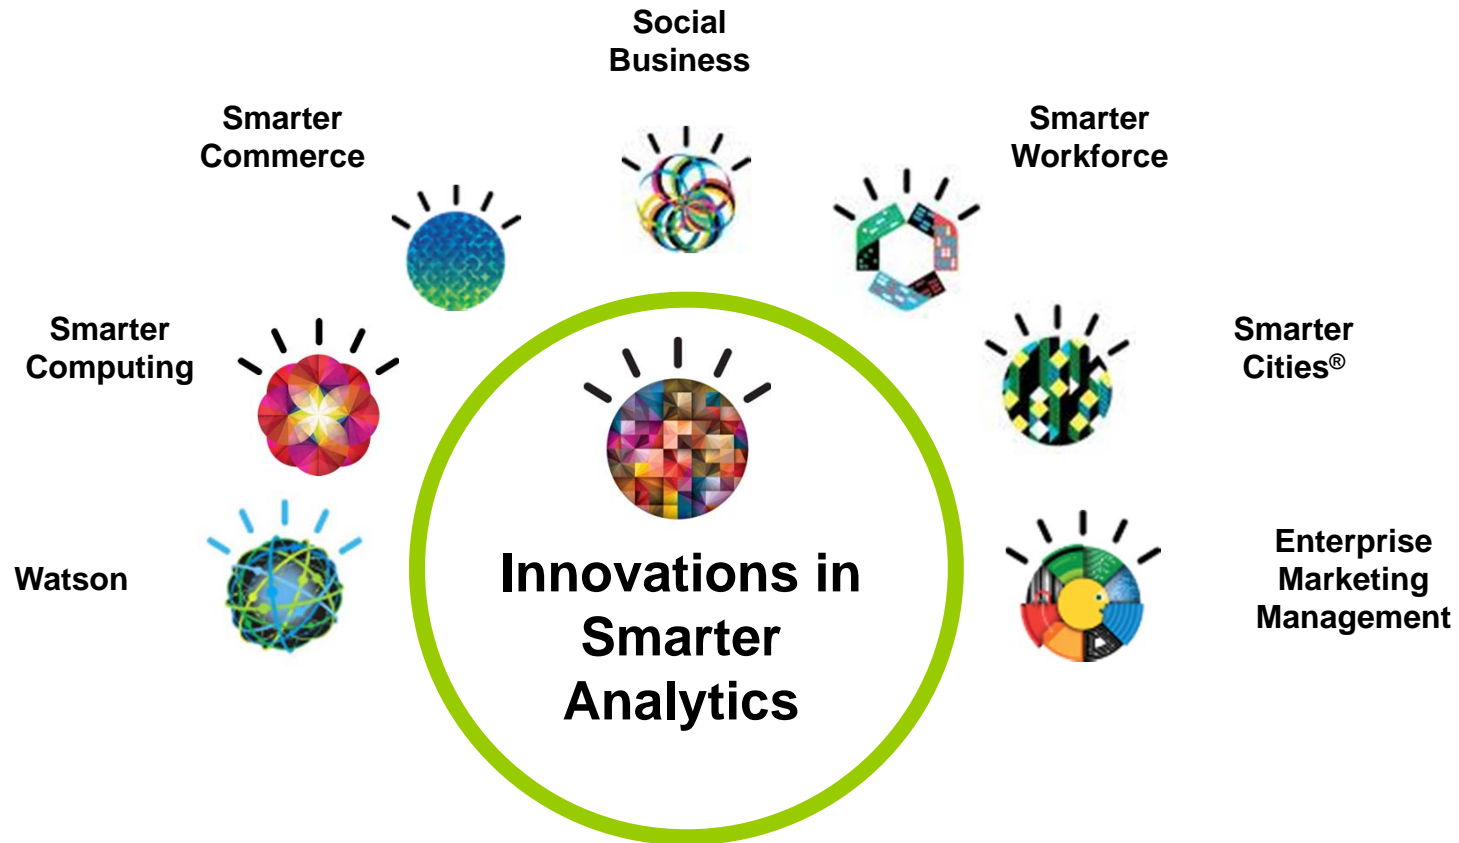 Social
Business
Smarter
Commerce
Smarter
Workforce
Smarter
Computing
Smarter
Cities®
Watson
Innovations in
Smarter
Analytics
Enterprise
Marketing
Management